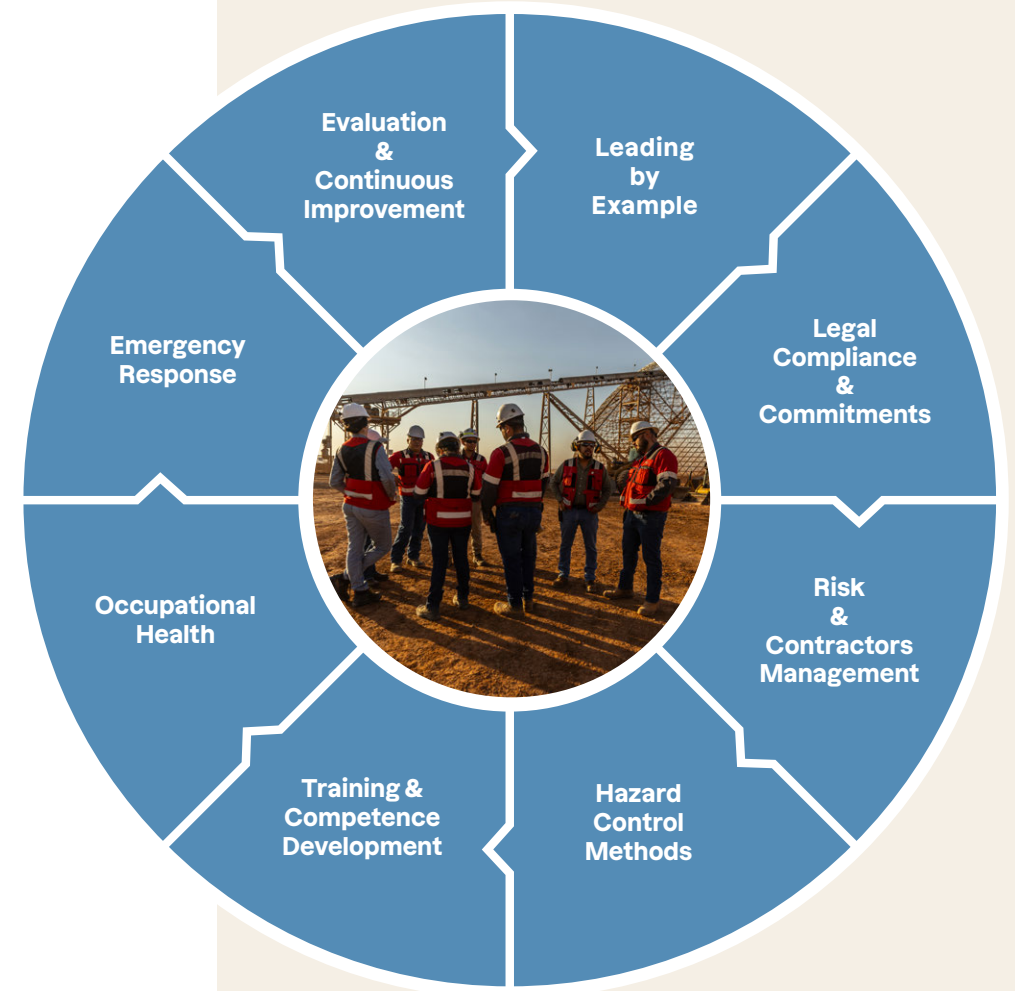 Evaluation
&
Continuous
Improvement
Leading
by
Example
Legal
Compliance
&
Commitments
Risk
&
Contractors
Management
Hazard
Control
Methods
Training &
Competence
Development
Occupational
Health
Emergency
Response